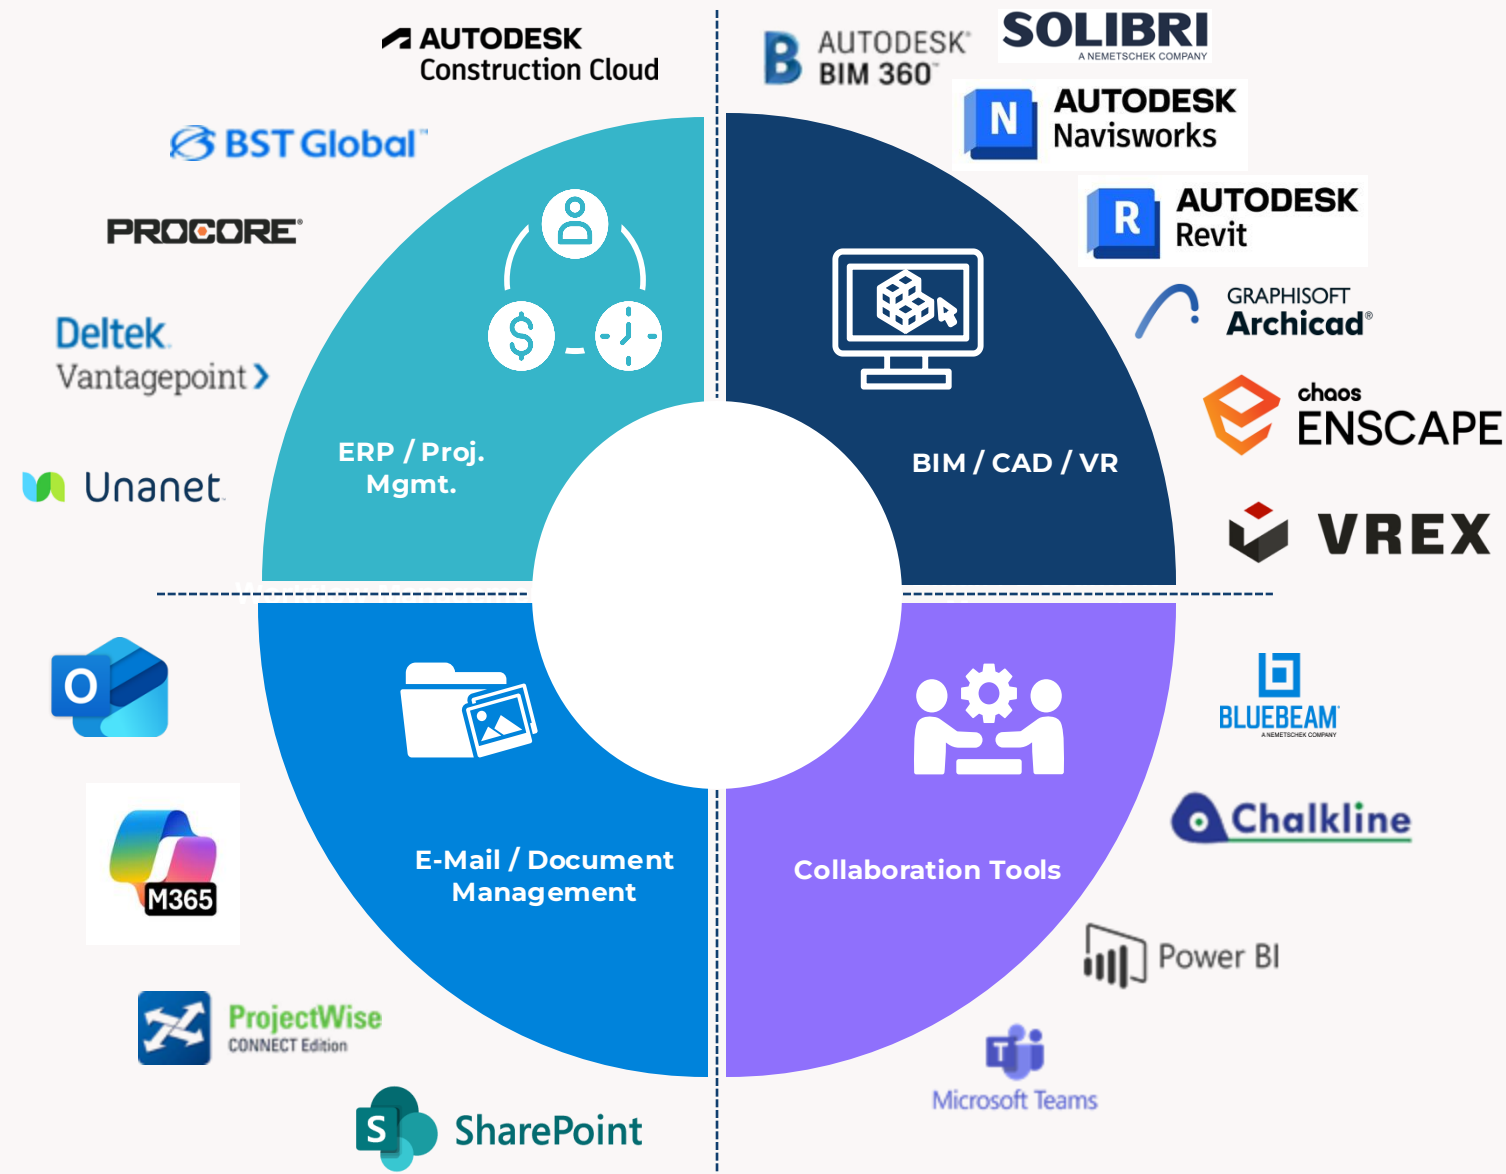 AUTODESK
Construction Cloud
BST Global™
PROCORE®
Deltek
Vantagepoint
Unanet
ERP / Proj.
Mgmt.
AUTODESK®
BIM 360™
SOLIBRI
A NEMETSCHEK COMPANY
N
AUTODESK
Navisworks
R
AUTODESK
Revit
GRAPHISOFT
Archicad®
chaos
ENSCAPE
VREX
BIM / CAD / VR
$
O
M365
ProjectWise
CONNECT Edition
S
SharePoint
E-Mail / Document
Management
BLUEBEAM
A NEMETSCHEK COMPANY
Chalkline
Power BI
T
Microsoft Teams
Collaboration Tools